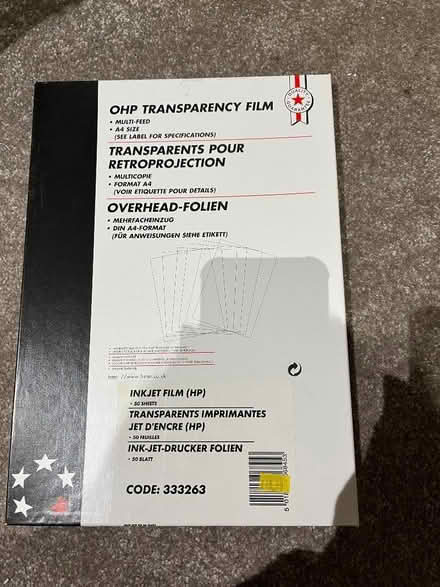 QUALITY
GUARANTEE
OHP TRANSPARENCY FILM
• MULTI-FEED
• A4 SIZE
(SEE LABEL FOR SPECIFICATIONS)
TRANSPARENTS POUR
RETROPROJECTION
• MULTICOPIE
• FORMAT A4
(VOIR ETIQUETTE POUR DETAILS)
OVERHEAD-FOLIEN
• MEHRFACHEINZUG
• DIN A4-FORMAT
(FÜR ANWEISUNGEN SIEHE ETIKETT)
INKJET FILM (HP)
• 50 SHEETS
TRANSPARENTS IMPRIMANTES
JET D'ENCRE (HP)
• 50 FEUILLES
INK-JET-DRUCKER FOLIEN
• 50 BLATT
CODE: 333263